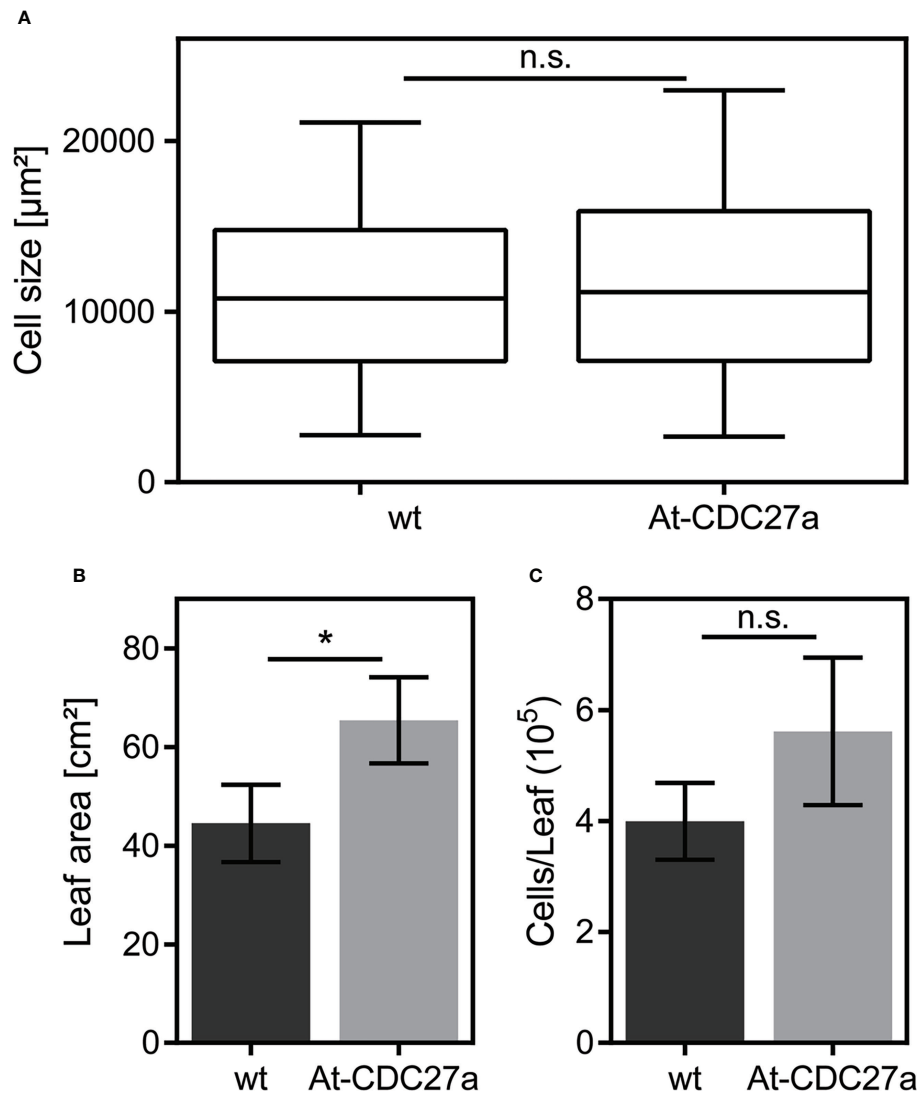 A
n.s.
Cell size [µm²]
20000
10000
0
wt At-CDC27a
B
*
Leaf area [cm²]
80
60
40
20
0
wt At-CDC27a
C
n.s.
Cells/Leaf (10⁵)
8
6
4
2
0
wt At-CDC27a